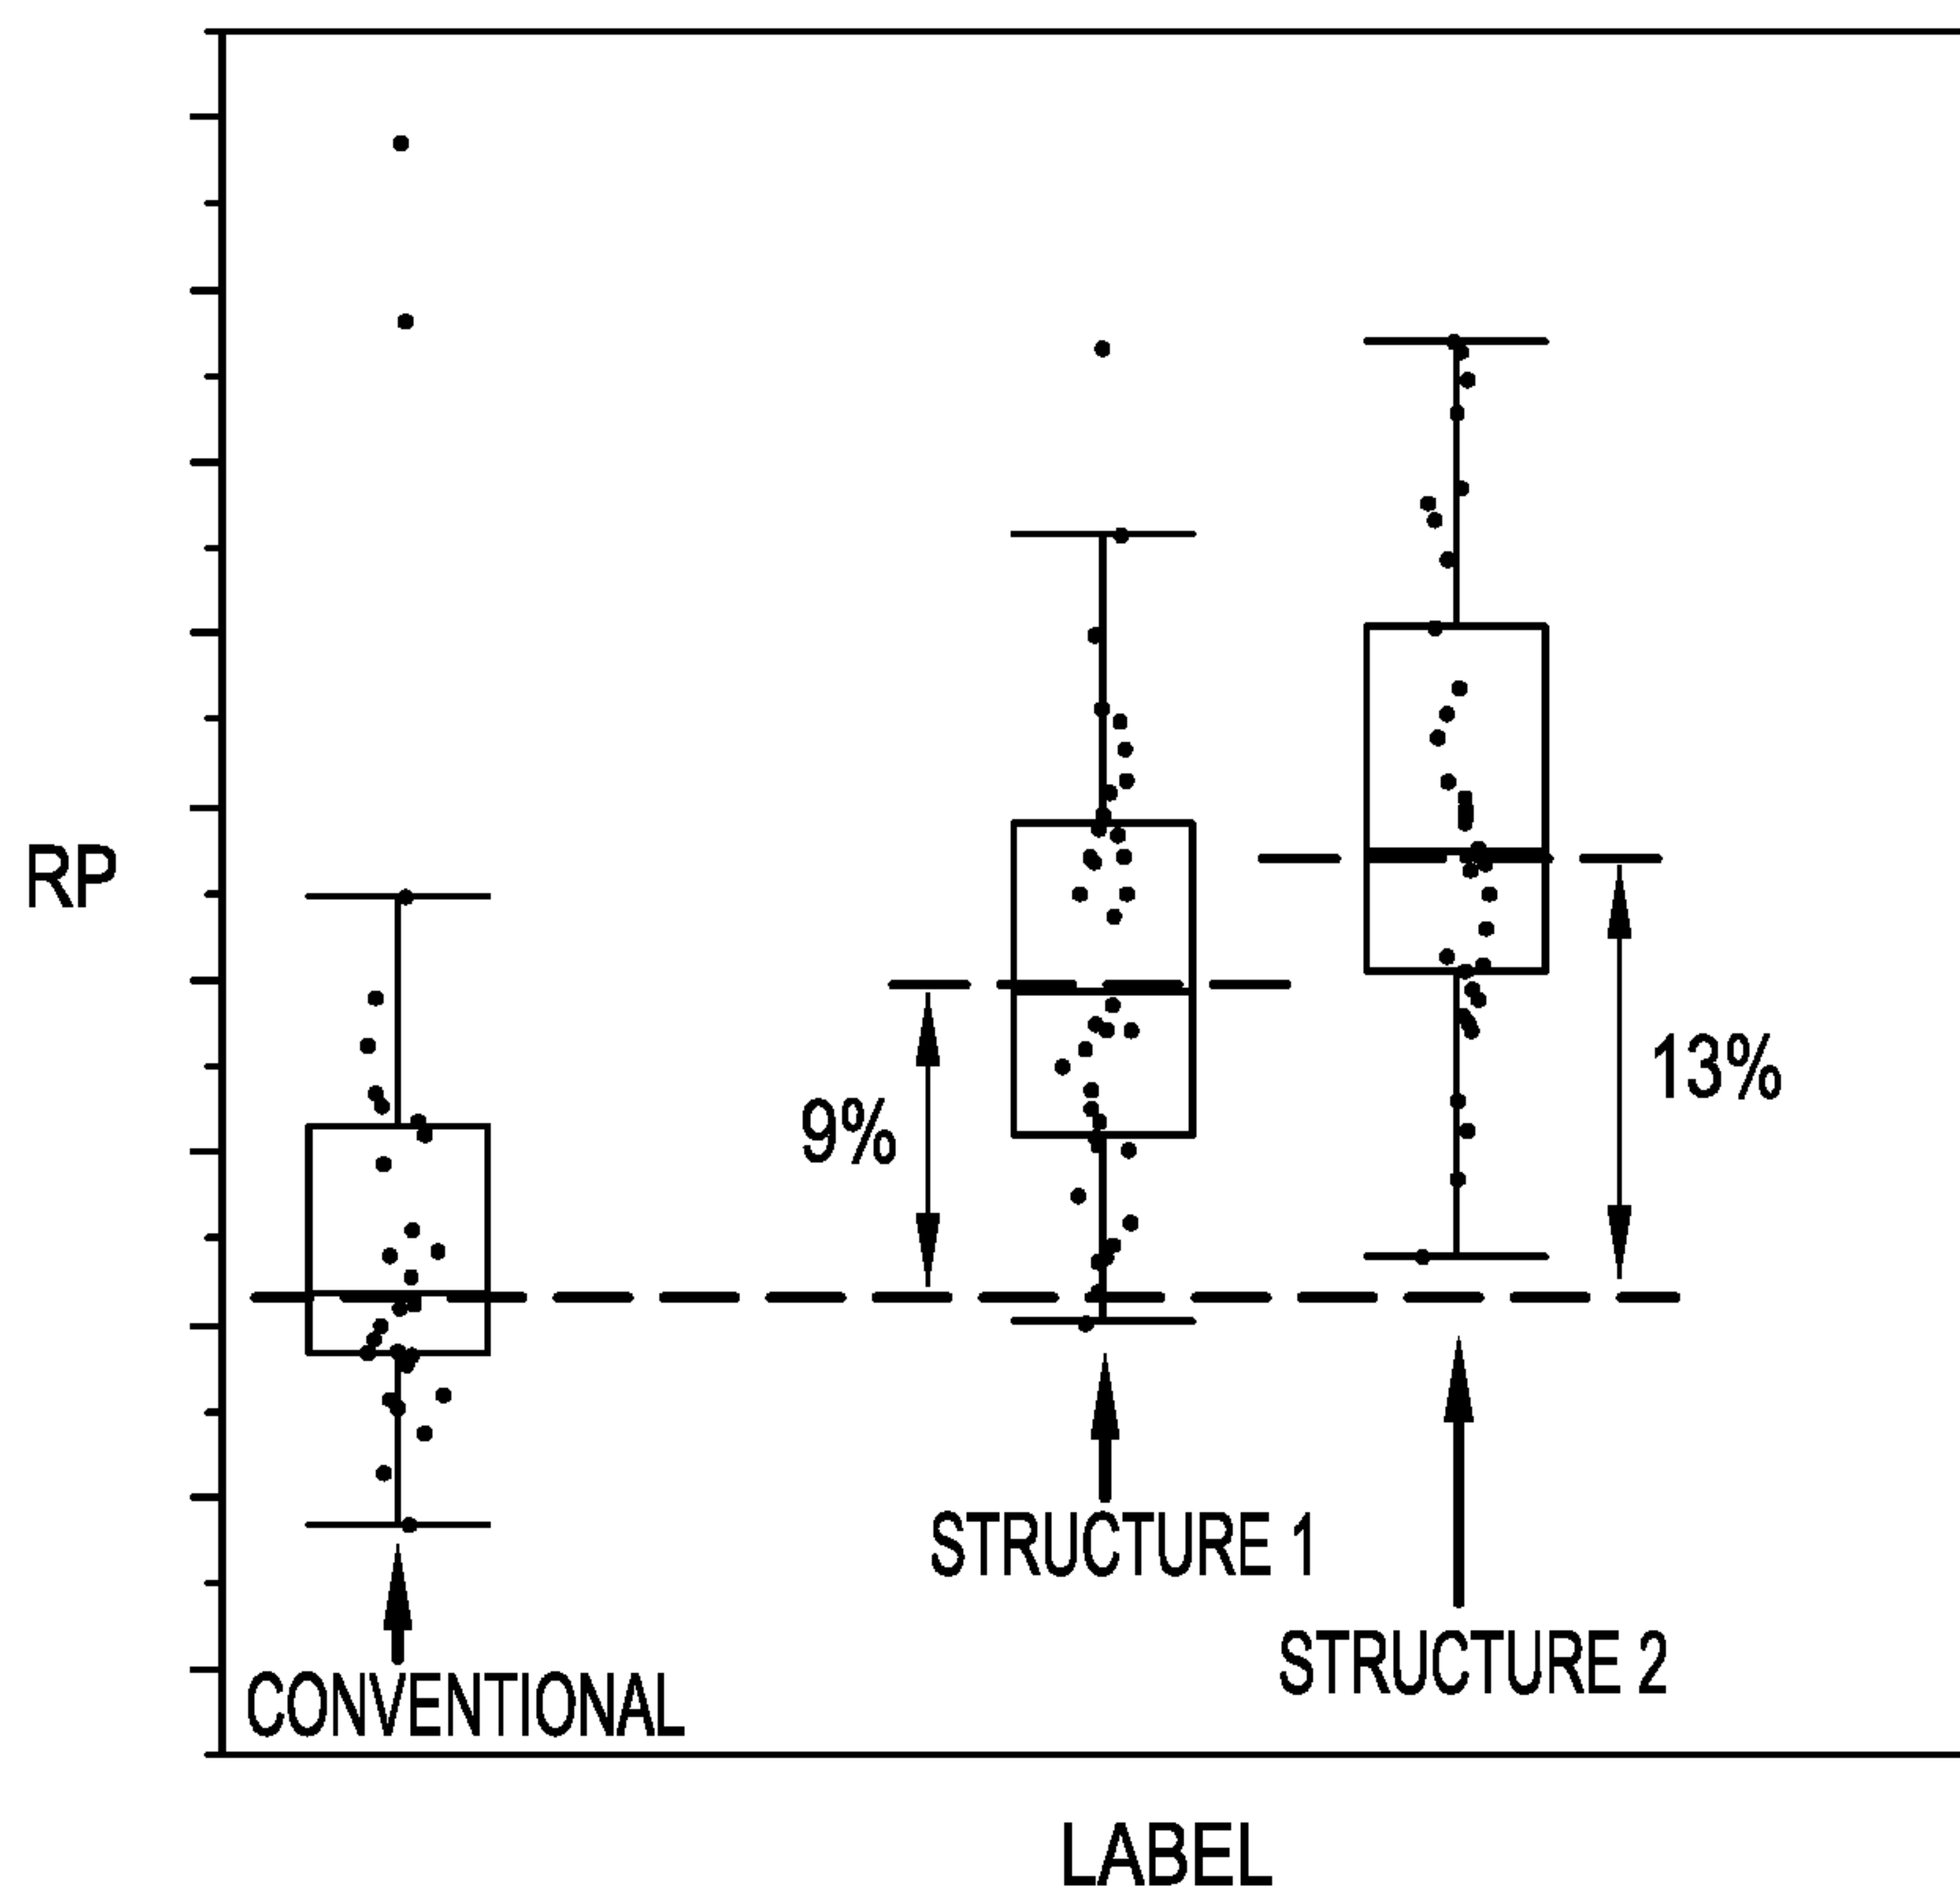 RP
9%
13%
STRUCTURE 1
STRUCTURE 2
CONVENTIONAL
LABEL